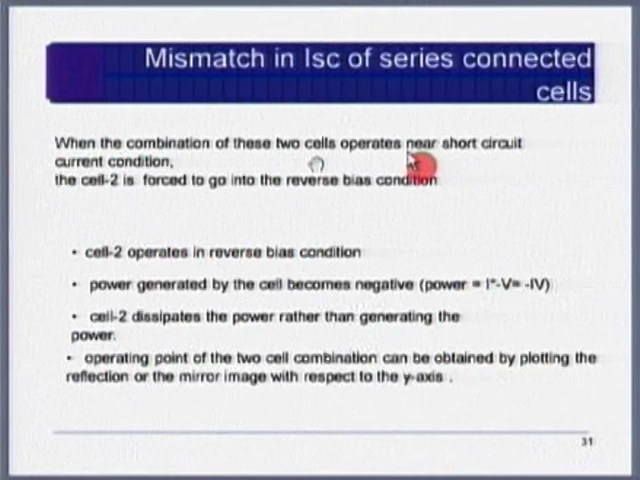 Mismatch in Isc of series connected
cells
When the combination of these two cells operates near short circuit
current condition,
the cell-2 is forced to go into the reverse bias condition
• cell-2 operates in reverse bias condition
• power generated by the cell becomes negative (power = I*-V= -IV)
• cell-2 dissipates the power rather than generating the
power.
• operating point of the two cell combination can be obtained by plotting the
reflection or the mirror image with respect to the y-axis .
31